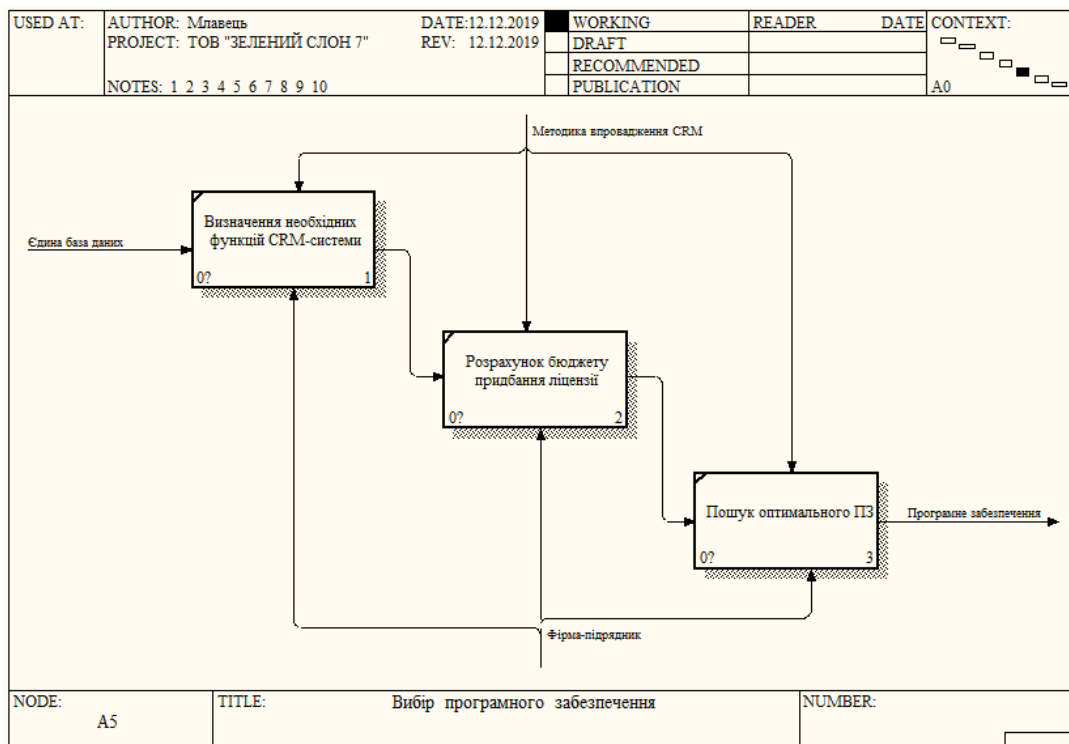 USED AT:
AUTHOR: Млавець
DATE:12.12.2019
WORKING
READER
DATE
CONTEXT:
PROJECT: ТОВ "ЗЕЛЕНИЙ СЛОН 7"
REV: 12.12.2019
DRAFT
RECOMMENDED
NOTES: 1 2 3 4 5 6 7 8 9 10
PUBLICATION
A0
Методика впровадження CRM
Визначення необхідних
функцій CRM-системи
0?
1
Єдина база даних
Розрахунок бюджету
придбання ліцензії
0?
2
Пошук оптимального ПЗ
0?
3
Програмне забезпечення
Фірма-підрядник
NODE:
A5
TITLE:
Вибір програмного забезпечення
NUMBER: